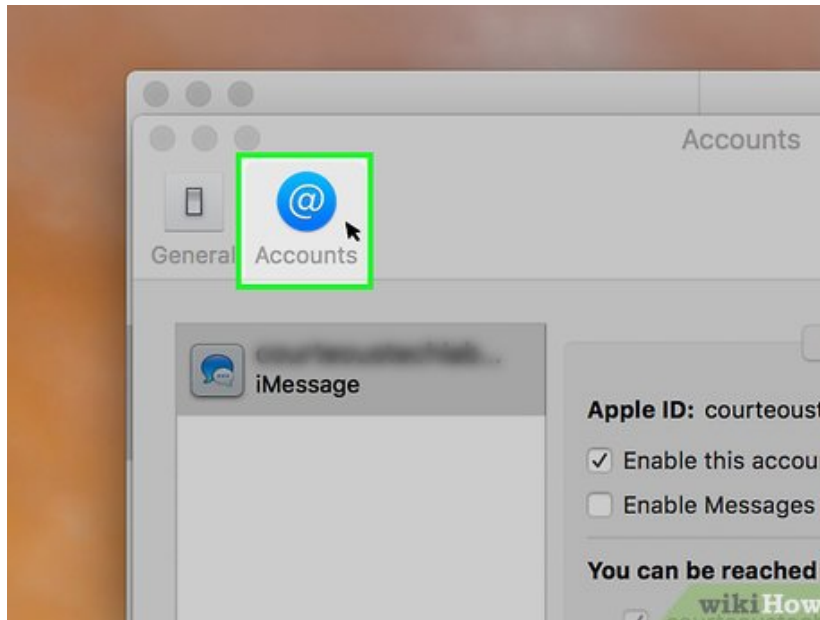 Accounts
@
General
Accounts
iMessage
Apple ID: courteoust
Enable this accou
Enable Messages
You can be reached
wikiHow